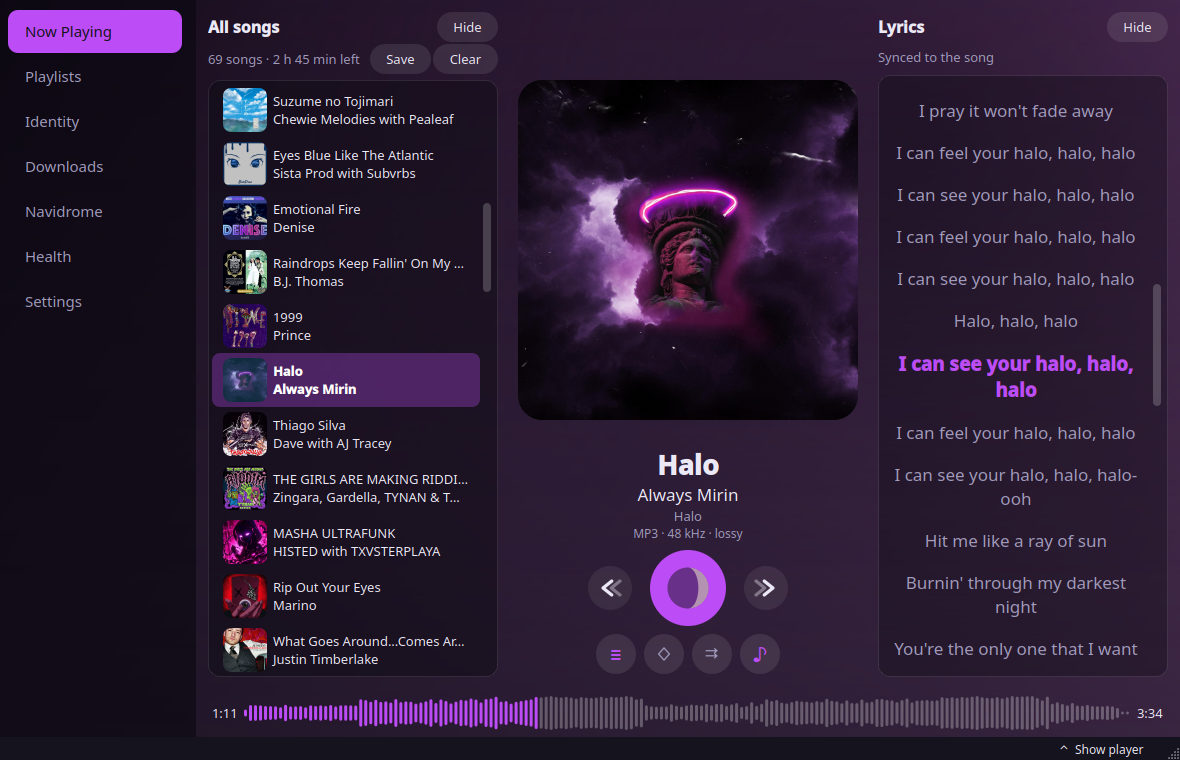 Now Playing
Playlists
Identity
Downloads
Navidrome
Health
Settings
All songs
Hide
69 songs · 2 h 45 min left
Save
Clear
Suzume no Tojimari
Chewie Melodies with Pealeaf
Eyes Blue Like The Atlantic
Sista Prod with Subvrbs
Emotional Fire
Denise
DENISE
Raindrops Keep Fallin' On My ...
B.J. Thomas
1999
Prince
Halo
Always Mirin
Thiago Silva
Dave with AJ Tracey
THE GIRLS ARE MAKING RIDDI...
Zingara, Gardella, TYNAN & T...
RIDDIM
MASHA ULTRAFUNK
HISTED with TXVSTERPLAYA
Rip Out Your Eyes
Marino
What Goes Around...Comes Ar...
Justin Timberlake
Halo
Always Mirin
Halo
MP3 · 48 kHz · lossy
Lyrics
Hide
Synced to the song
I pray it won't fade away
I can feel your halo, halo, halo
I can see your halo, halo, halo
I can feel your halo, halo, halo
I can see your halo, halo, halo
Halo, halo, halo
I can see your halo, halo,
halo
I can feel your halo, halo, halo
I can see your halo, halo, halo-
ooh
Hit me like a ray of sun
Burnin' through my darkest
night
You're the only one that I want
1:11
3:34
Show player